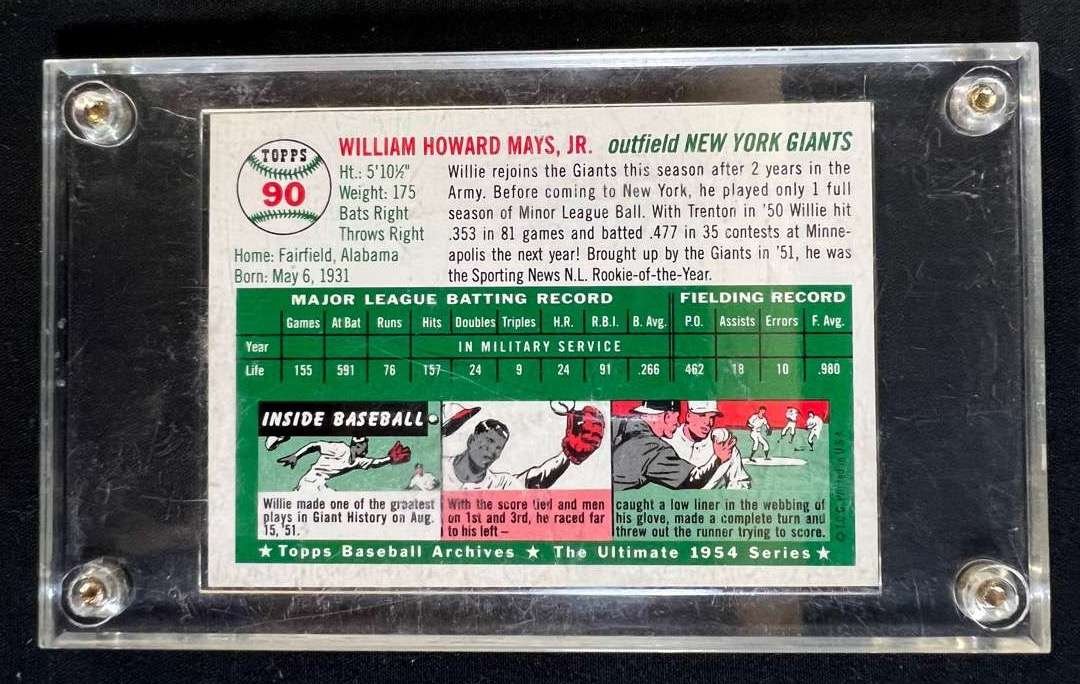 TOPPS
90
WILLIAM HOWARD MAYS, JR. outfield NEW YORK GIANTS
Ht.: 5'10½"
Weight: 175
Bats Right
Throws Right
Home: Fairfield, Alabama
Born: May 6, 1931
Willie rejoins the Giants this season after 2 years in the
Army. Before coming to New York, he played only 1 full
season of Minor League Ball. With Trenton in '50 Willie hit
.353 in 81 games and batted .477 in 35 contests at Minne-
apolis the next year! Brought up by the Giants in '51, he was
the Sporting News N.L. Rookie-of-the-Year.
MAJOR LEAGUE BATTING RECORD FIELDING RECORD
Games At Bat Runs Hits Doubles Triples H.R. R.B.I. B. Avg. P.O. Assists Errors F. Avg.
Year IN MILITARY SERVICE
Life 155 591 76 157 24 9 24 91 .266 462 18 10 .980
INSIDE BASEBALL
Willie made one of the greatest
plays in Giant History on Aug.
15, '51.
With the score tied and men
on 1st and 3rd, he raced far
to his left —
caught a low liner in the webbing of
his glove, made a complete turn and
threw out the runner trying to score.
© T.C.G. Printed in U.S.A.
★ Topps Baseball Archives ★ The Ultimate 1954 Series ★